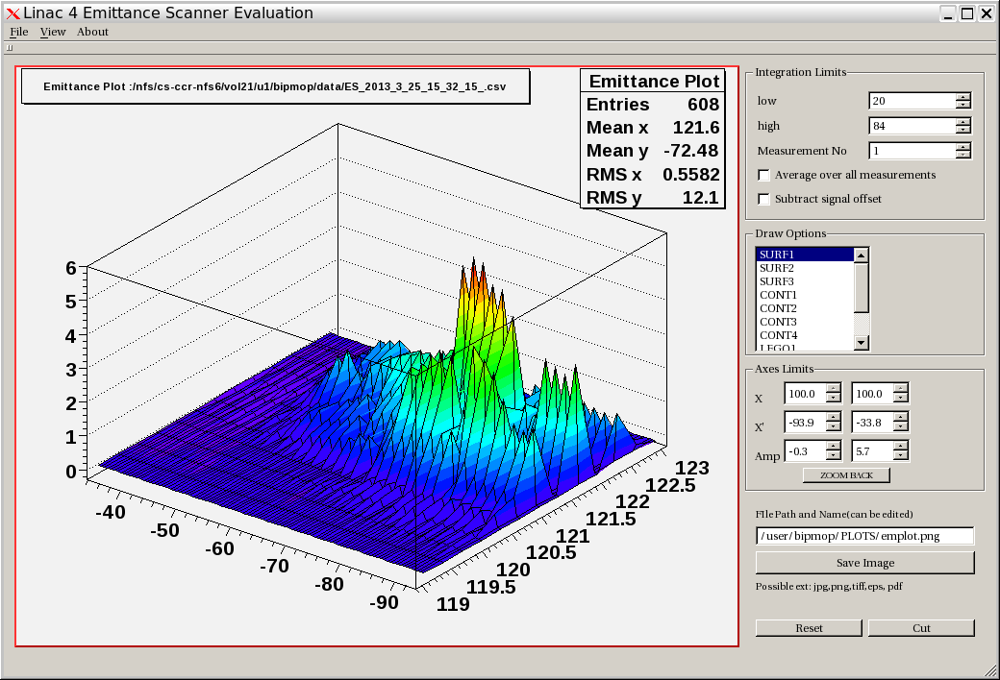 Linac 4 Emittance Scanner Evaluation
File View About
Emittance Plot :/nfs/cs-ccr-nfs6/vol21/u1/bipmop/data/ES_2013_3_25_15_32_15_.csv
Emittance Plot
Entries 608
Mean x 121.6
Mean y -72.48
RMS x 0.5582
RMS y 12.1
6
5
4
3
2
1
0
-40
-50
-60
-70
-80
-90
119
119.5
120
120.5
121
121.5
122
122.5
123
Integration Limits
low 20
high 84
Measurement No 1
Average over all measurements
Subtract signal offset
Draw Options
SURF1
SURF2
SURF3
CONT1
CONT2
CONT3
CONT4
LEGO1
Axes Limits
X 100.0 100.0
X' -93.9 -33.8
Amp -0.3 5.7
ZOOM BACK
FIle Path and Name(can be edited)
/user/bipmop/PLOTS/emplot.png
Save Image
Possible ext: jpg,png,tiff,eps, pdf
Reset Cut